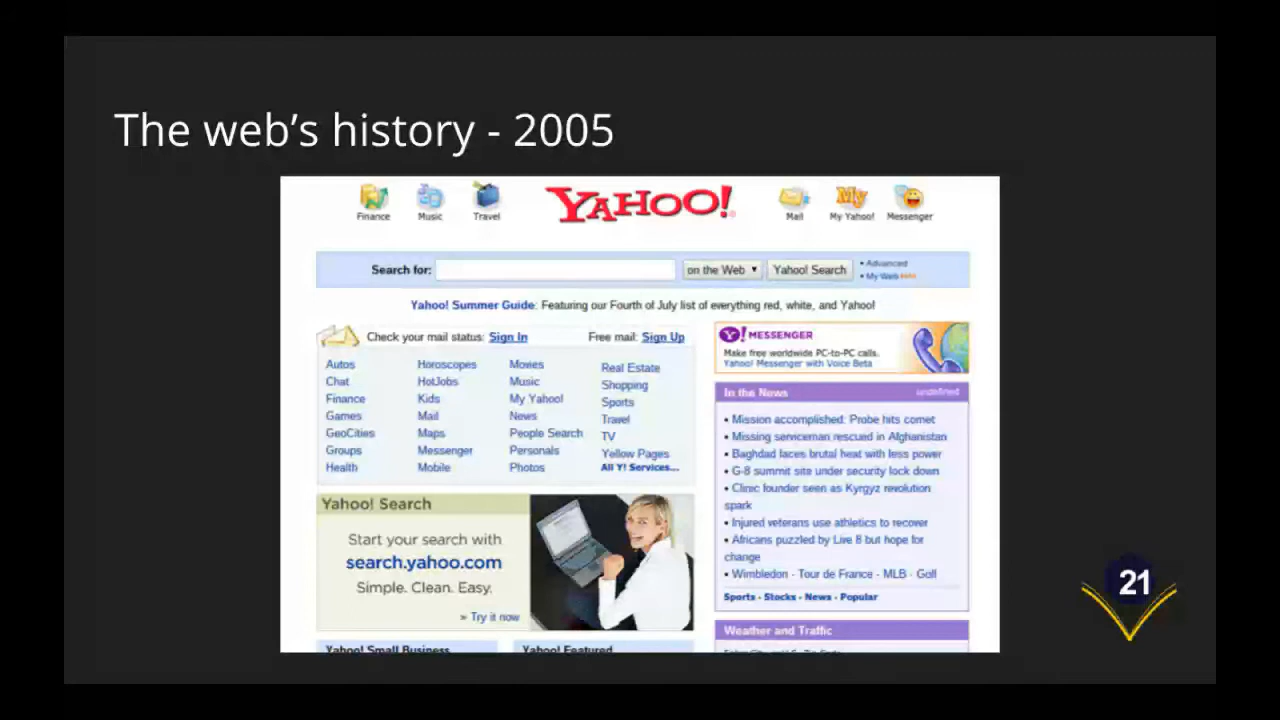 The web's history - 2005
Finance Music Travel YAHOO! Mail My Yahoo! Messenger
My
Search for: on the Web Yahoo! Search
• Advanced
• My Web
Yahoo! Summer Guide: Featuring our Fourth of July list of everything red, white, and Yahoo!
Check your mail status: Sign In Free mail: Sign Up
Autos Horoscopes Movies Real Estate
Chat HotJobs Music Shopping
Finance Kids My Yahoo! Sports
Games Mail News Travel
GeoCities Maps People Search TV
Groups Messenger Personals Yellow Pages
Health Mobile Photos All Y! Services...
Yahoo! Search
Start your search with
search.yahoo.com
Simple. Clean. Easy.
» Try it now
Yahoo! Small Business Yahoo! Featured
Y! MESSENGER
Make free worldwide PC-to-PC calls.
Yahoo! Messenger with Voice Beta
In the News undefined
• Mission accomplished: Probe hits comet
• Missing serviceman rescued in Afghanistan
• Baghdad faces brutal heat with less power
• G-8 summit site under security lock down
• Clinic founder seen as Kyrgyz revolution
spark
• Injured veterans use athletics to recover
• Africans puzzled by Live 8 but hope for
change
• Wimbledon - Tour de France - MLB - Golf
Sports - Stocks - News - Popular
Weather and Traffic
21